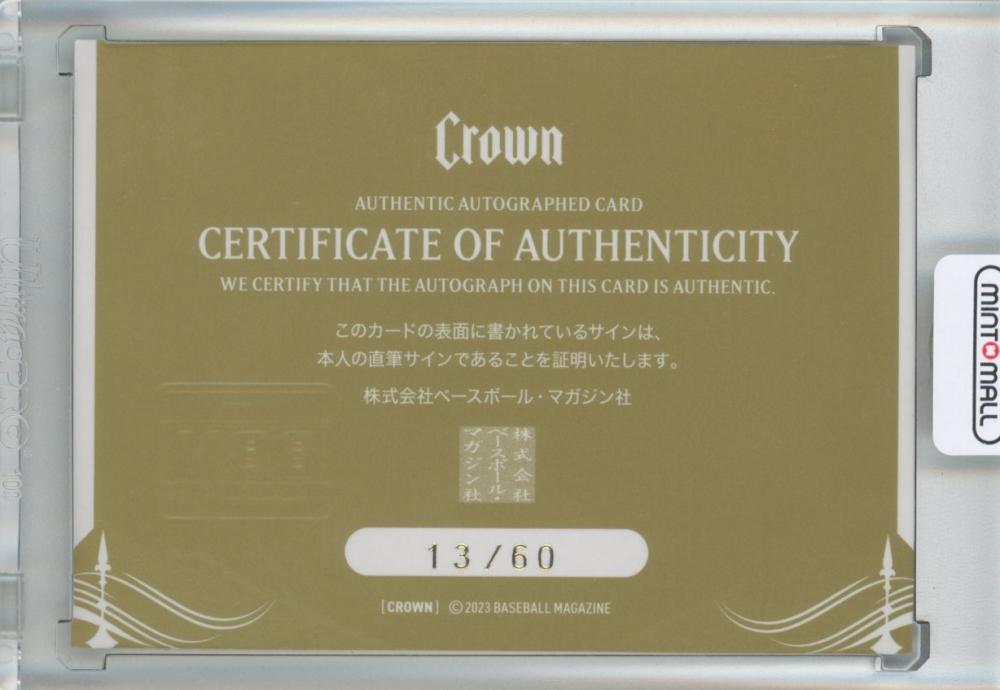 Crown
AUTHENTIC AUTOGRAPHED CARD
CERTIFICATE OF AUTHENTICITY
WE CERTIFY THAT THE AUTOGRAPH ON THIS CARD IS AUTHENTIC.
このカードの表面に書かれているサインは、
本人の直筆サインであることを証明いたします。
株式会社ベースボール・マガジン社
株式会社
ベースボール・
マガジン社
13/60
[CROWN] ©2023 BASEBALL MAGAZINE
MINT MALL